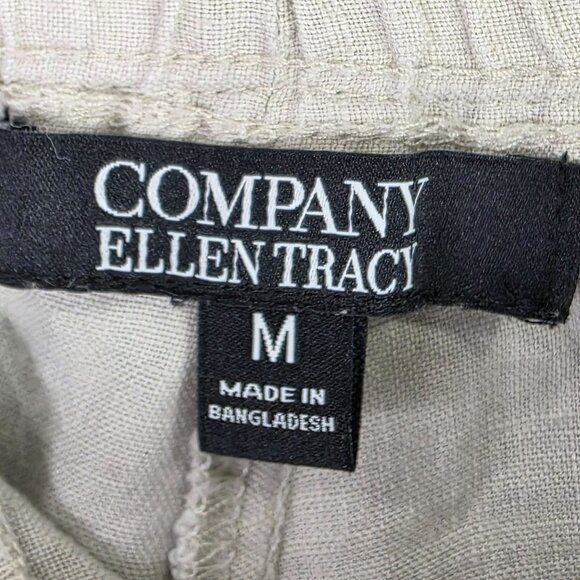 COMPANY
ELLEN TRACY
M
MADE IN
BANGLADESH